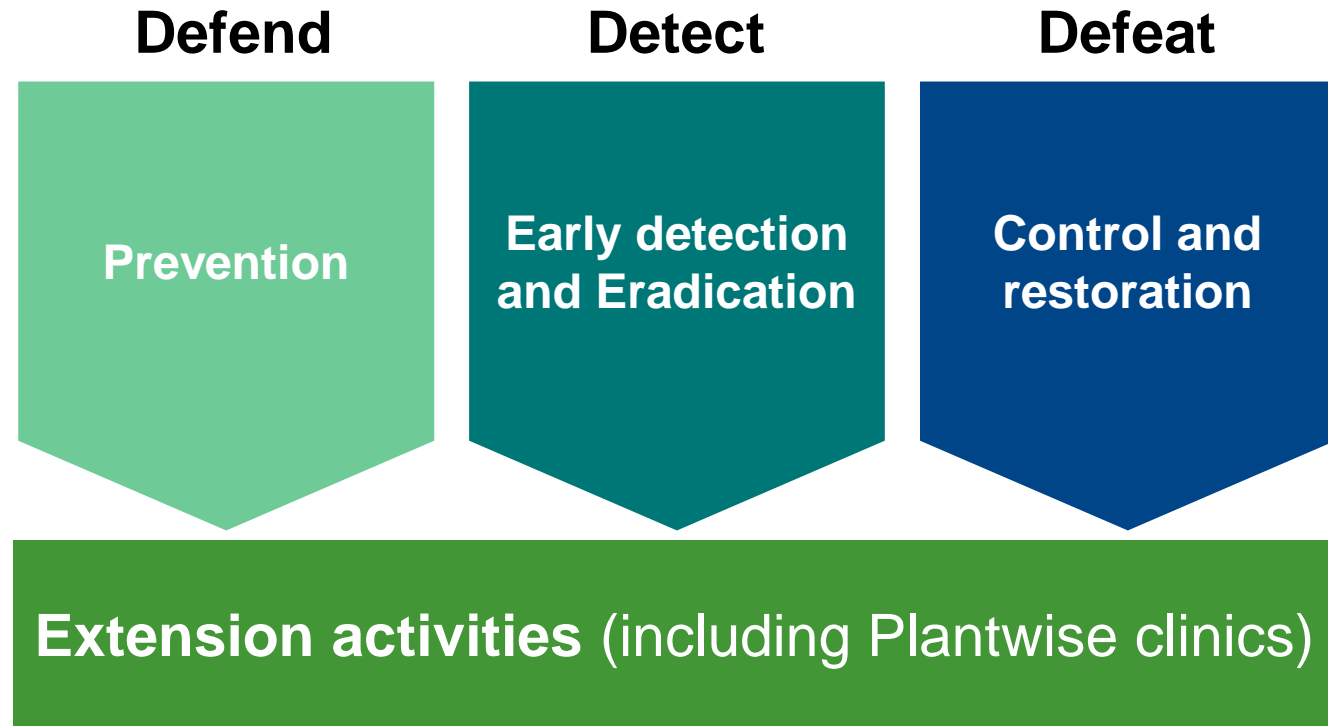 Defend
Detect
Defeat
Prevention
Early detection
and Eradication
Control and
restoration
Extension activities (including Plantwise clinics)